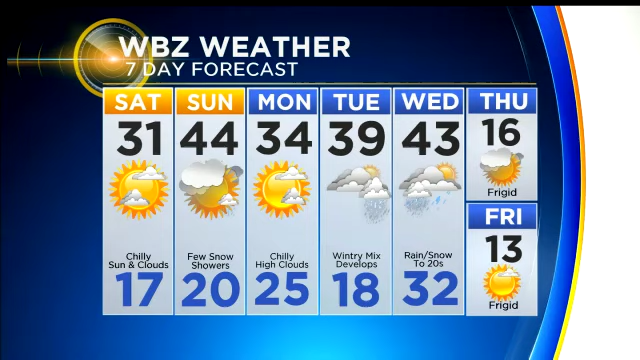 WBZ WEATHER
7 DAY FORECAST
SAT
31
Chilly
Sun & Clouds
17
SUN
44
Few Snow
Showers
20
MON
34
Chilly
High Clouds
25
TUE
39
Wintry Mix
Develops
18
WED
43
Rain/Snow
To 20s
32
THU
16
Frigid
FRI
13
Frigid